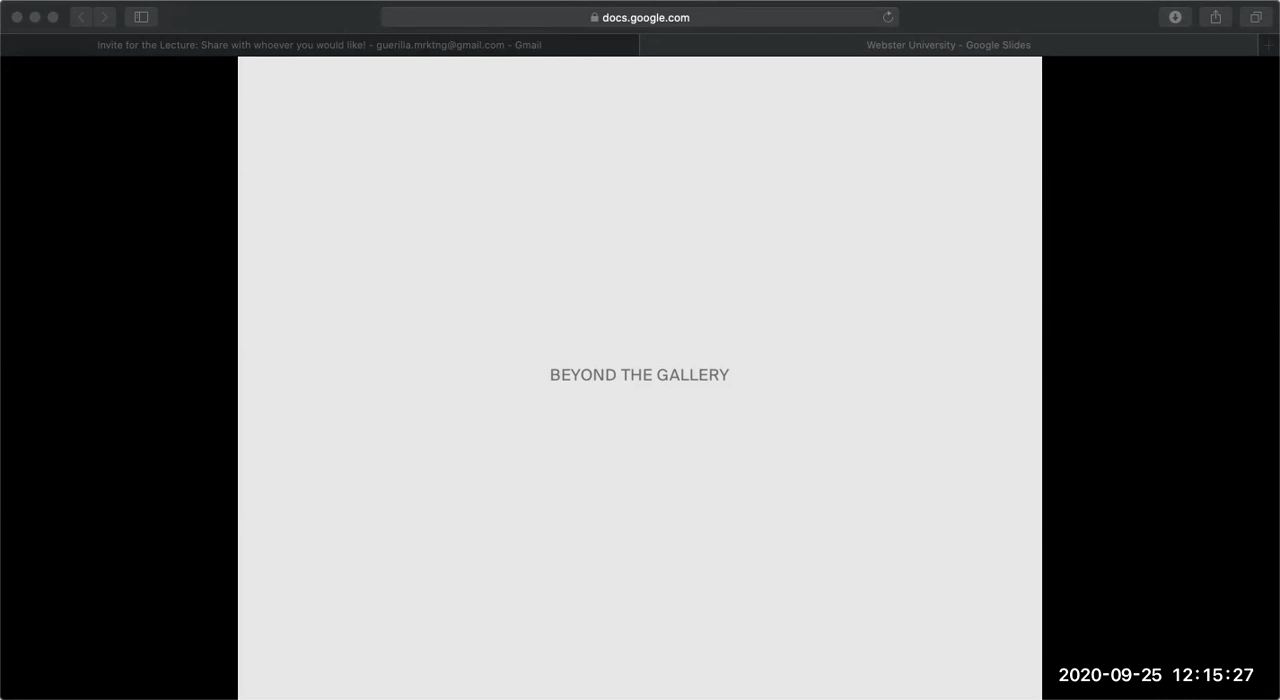 docs.google.com
Invite for the Lecture: Share with whoever you would like! - guerilla.mrktng@gmail.com - Gmail
Webster University - Google Slides
BEYOND THE GALLERY
2020-09-25 12:15:27